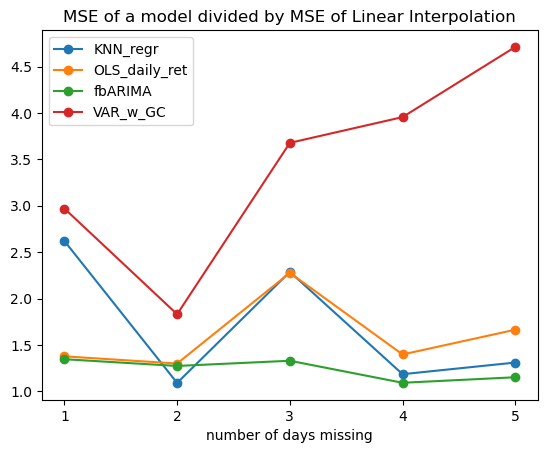 MSE of a model divided by MSE of Linear Interpolation
KNN_regr
OLS_daily_ret
fbARIMA
VAR_w_GC
4.5
4.0
3.5
3.0
2.5
2.0
1.5
1.0
1 2 3 4 5
number of days missing